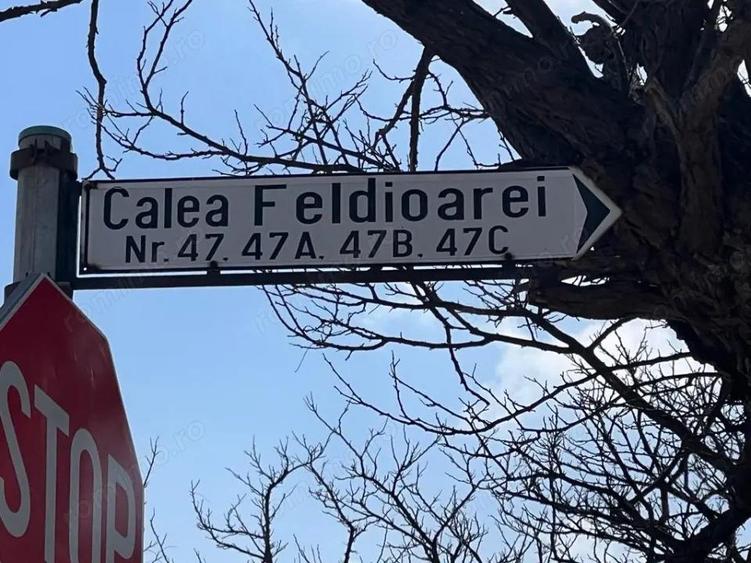 Calea Feldioarei
Nr. 47. 47A. 47B. 47C
STOP